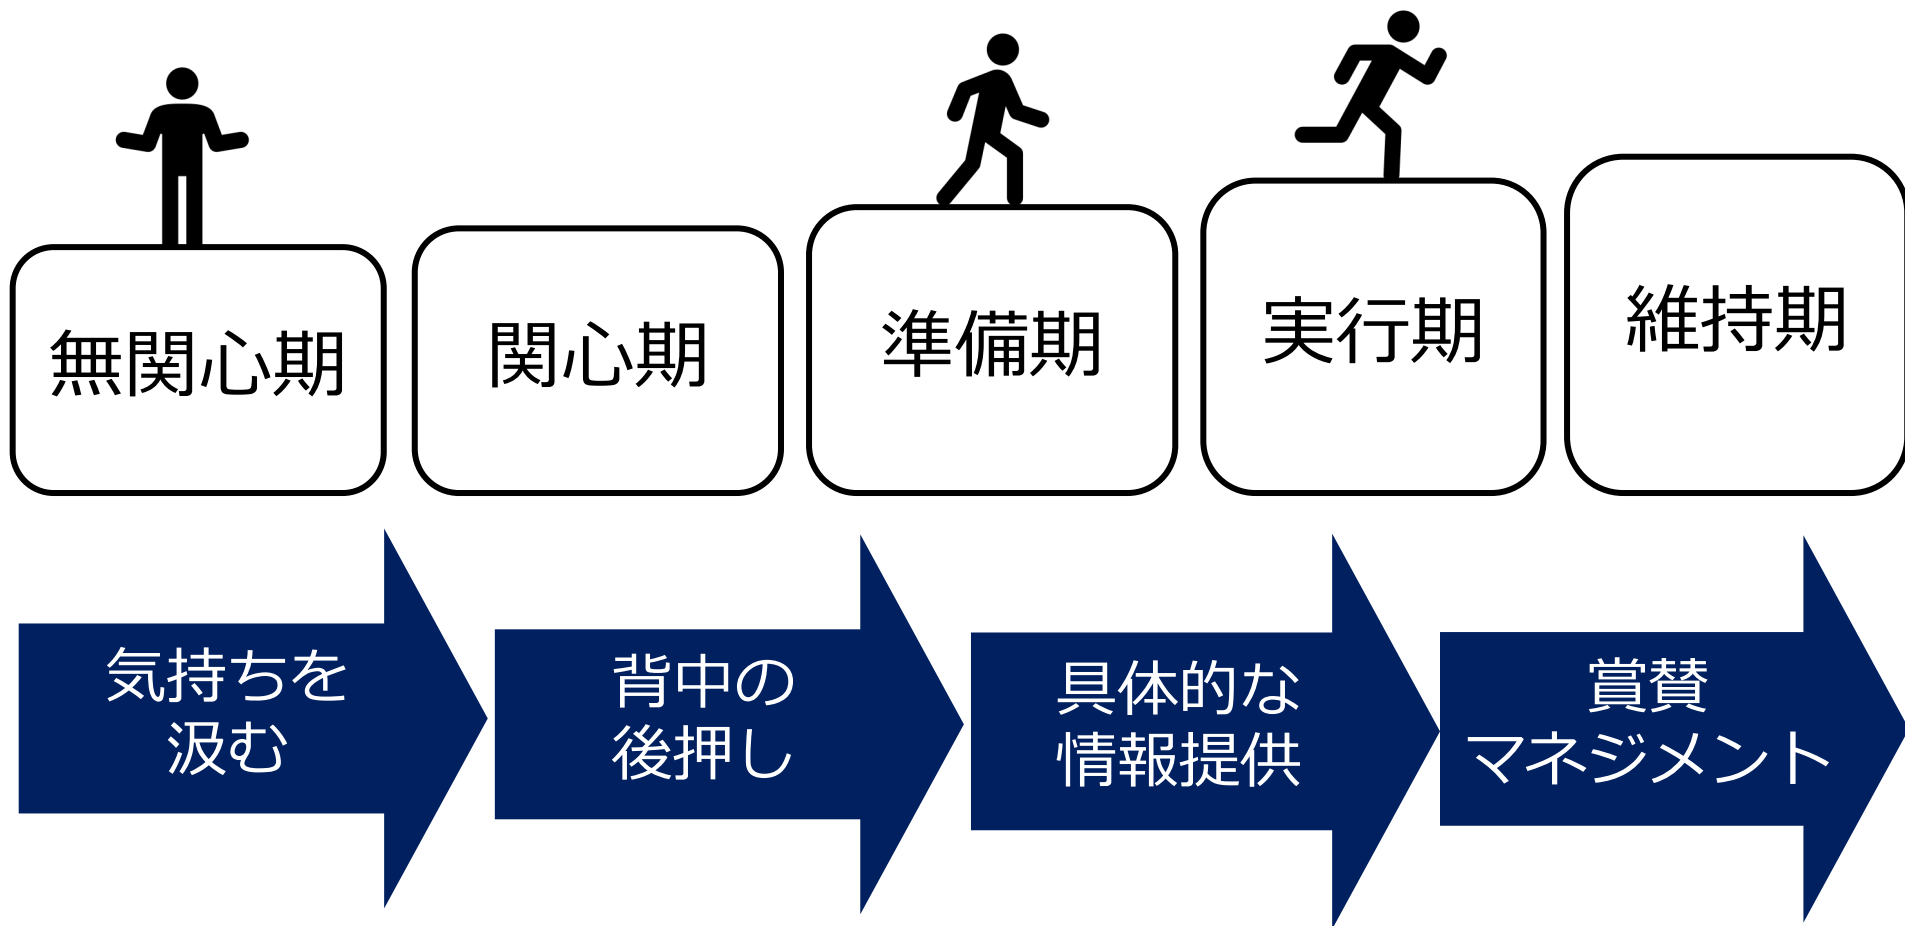 無関心期
関心期
準備期
実行期
維持期
気持ちを
汲む
背中の
後押し
具体的な
情報提供
賞替
マネジメント